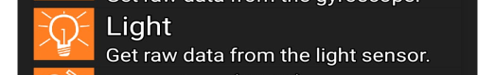 Get raw data from the gyroscope.
Light
Get raw data from the light sensor.